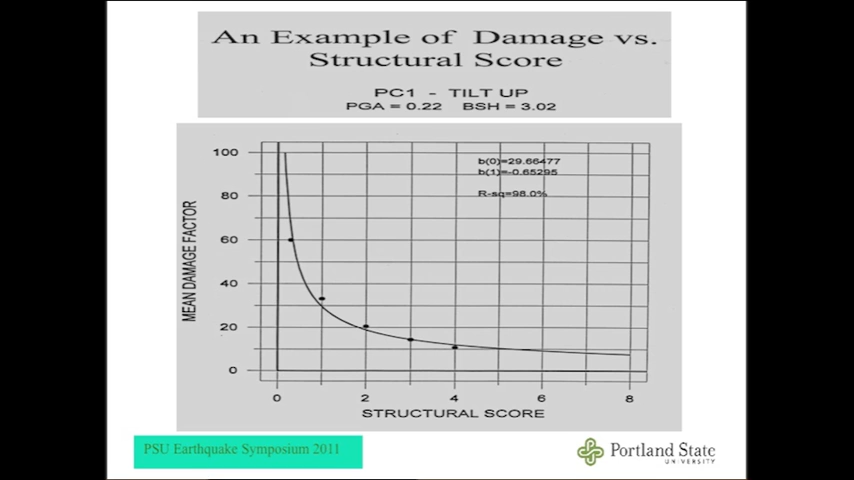 An Example of Damage vs.
Structural Score
PC1 - TILT UP
PGA = 0.22 BSH = 3.02
100
80
60
40
20
0
MEAN DAMAGE FACTOR
b(0)=29.66477
b(1)=-0.65295
R-sq=98.0%
0 2 4 6 8
STRUCTURAL SCORE
PSU Earthquake Symposium 2011
Portland State
UNIVERSITY